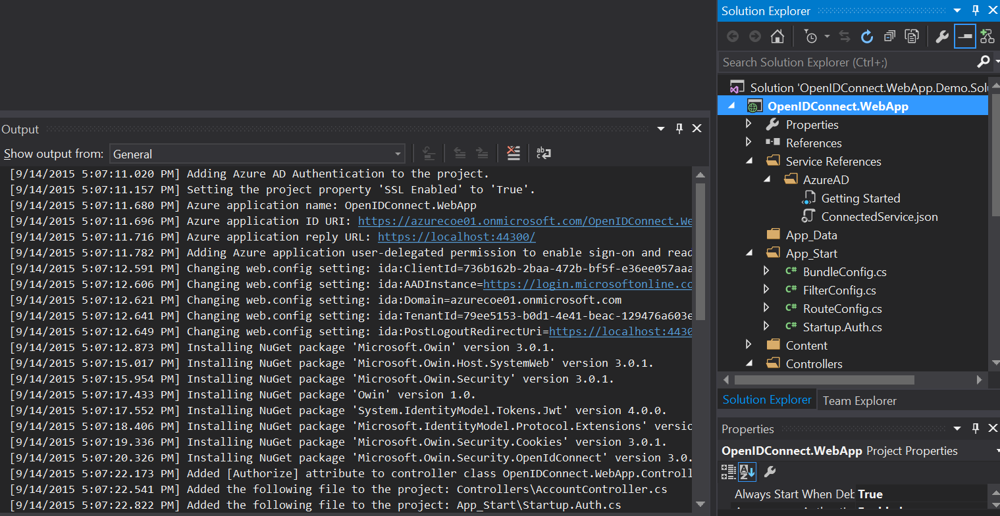 Output
Show output from: General
[9/14/2015 5:07:11.020 PM] Adding Azure AD Authentication to the project.
[9/14/2015 5:07:11.157 PM] Setting the project property 'SSL Enabled' to 'True'.
[9/14/2015 5:07:11.680 PM] Azure application name: OpenIDConnect.WebApp
[9/14/2015 5:07:11.696 PM] Azure application ID URI: https://azurecoe01.onmicrosoft.com/OpenIDConnect.We
[9/14/2015 5:07:11.716 PM] Azure application reply URL: https://localhost:44300/
[9/14/2015 5:07:11.782 PM] Adding Azure application user-delegated permission to enable sign-on and read
[9/14/2015 5:07:12.591 PM] Changing web.config setting: ida:ClientId=736b162b-2baa-472b-bf5f-e36ee057aaa
[9/14/2015 5:07:12.606 PM] Changing web.config setting: ida:AADInstance=https://login.microsoftonline.co
[9/14/2015 5:07:12.621 PM] Changing web.config setting: ida:Domain=azurecoe01.onmicrosoft.com
[9/14/2015 5:07:12.641 PM] Changing web.config setting: ida:TenantId=79ee5153-b0d1-4e41-beac-129476a603e
[9/14/2015 5:07:12.649 PM] Changing web.config setting: ida:PostLogoutRedirectUri=https://localhost:4430
[9/14/2015 5:07:12.873 PM] Installing NuGet package 'Microsoft.Owin' version 3.0.1.
[9/14/2015 5:07:15.017 PM] Installing NuGet package 'Microsoft.Owin.Host.SystemWeb' version 3.0.1.
[9/14/2015 5:07:15.954 PM] Installing NuGet package 'Microsoft.Owin.Security' version 3.0.1.
[9/14/2015 5:07:17.433 PM] Installing NuGet package 'Owin' version 1.0.
[9/14/2015 5:07:17.552 PM] Installing NuGet package 'System.IdentityModel.Tokens.Jwt' version 4.0.0.
[9/14/2015 5:07:18.406 PM] Installing NuGet package 'Microsoft.IdentityModel.Protocol.Extensions' versio
[9/14/2015 5:07:19.336 PM] Installing NuGet package 'Microsoft.Owin.Security.Cookies' version 3.0.1.
[9/14/2015 5:07:20.326 PM] Installing NuGet package 'Microsoft.Owin.Security.OpenIdConnect' version 3.0.
[9/14/2015 5:07:22.173 PM] Added [Authorize] attribute to controller class OpenIDConnect.WebApp.Controll
[9/14/2015 5:07:22.541 PM] Added the following file to the project: Controllers\AccountController.cs
[9/14/2015 5:07:22.822 PM] Added the following file to the project: App_Start\Startup.Auth.cs
Solution Explorer
Search Solution Explorer (Ctrl+;)
Solution 'OpenIDConnect.WebApp.Demo.Solu
OpenIDConnect.WebApp
Properties
References
Service References
AzureAD
Getting Started
ConnectedService.json
App_Data
App_Start
C# BundleConfig.cs
C# FilterConfig.cs
C# RouteConfig.cs
C# Startup.Auth.cs
Content
Controllers
Solution Explorer Team Explorer
Properties
OpenIDConnect.WebApp Project Properties
Always Start When Deb True